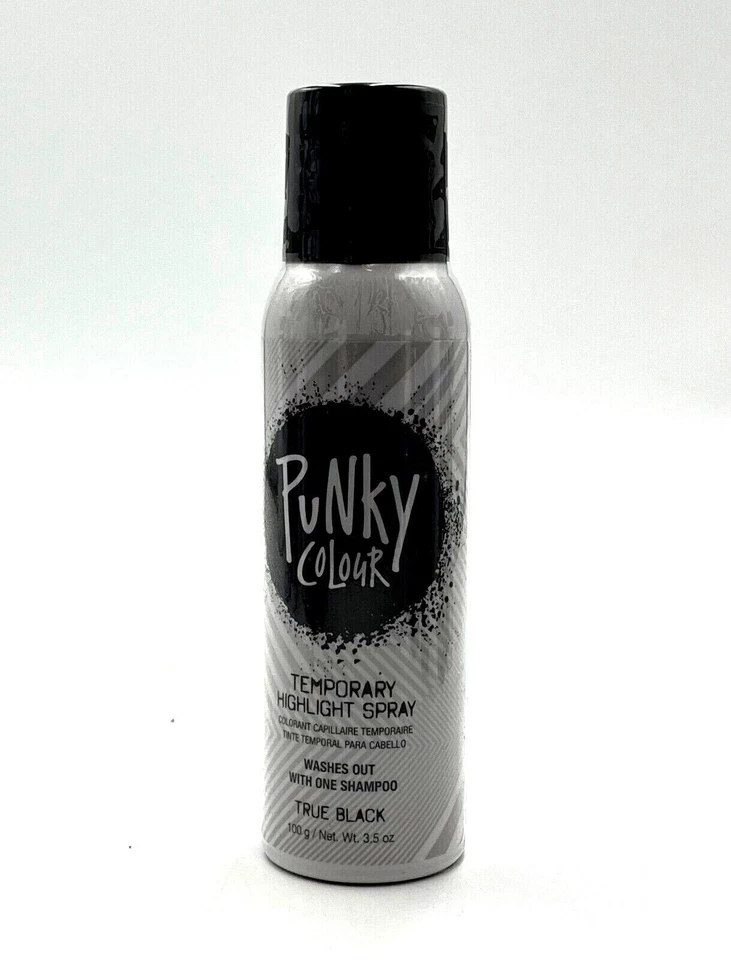 PUNKY
COLOUR
TEMPORARY
HIGHLIGHT SPRAY
COLORANT CAPILLAIRE TEMPORAIRE
TINTE TEMPORAL PARA CABELLO
WASHES OUT
WITH ONE SHAMPOO
TRUE BLACK
100 g / Net. Wt. 3.5 oz